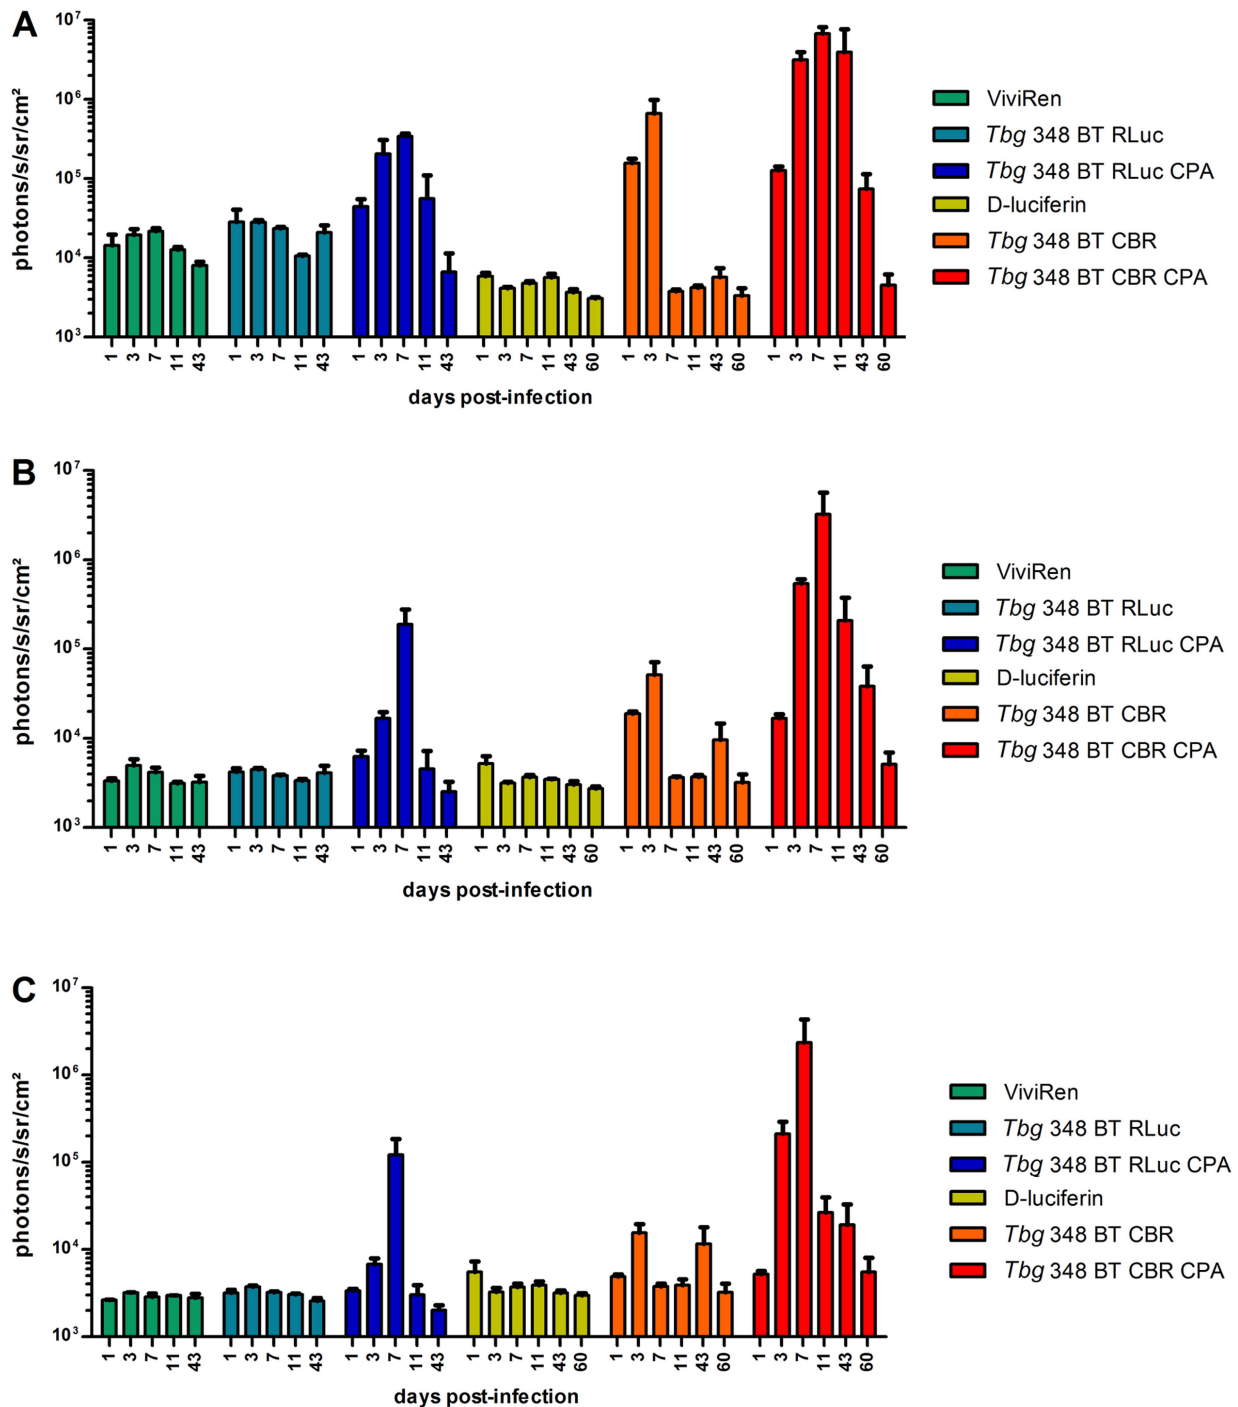 A
photons/s/sr/cm²
10⁷
10⁶
10⁵
10⁴
10³
1 3 7 11 43 1 3 7 11 43 1 3 7 11 43 1 3 7 11 43 60 1 3 7 11 43 60 1 3 7 11 43 60
days post-infection
ViviRen
Tbg 348 BT RLuc
Tbg 348 BT RLuc CPA
D-luciferin
Tbg 348 BT CBR
Tbg 348 BT CBR CPA
B
photons/s/sr/cm²
10⁷
10⁶
10⁵
10⁴
10³
1 3 7 11 43 1 3 7 11 43 1 3 7 11 43 1 3 7 11 43 60 1 3 7 11 43 60 1 3 7 11 43 60
days post-infection
ViviRen
Tbg 348 BT RLuc
Tbg 348 BT RLuc CPA
D-luciferin
Tbg 348 BT CBR
Tbg 348 BT CBR CPA
C
photons/s/sr/cm²
10⁷
10⁶
10⁵
10⁴
10³
1 3 7 11 43 1 3 7 11 43 1 3 7 11 43 1 3 7 11 43 60 1 3 7 11 43 60 1 3 7 11 43 60
days post-infection
ViviRen
Tbg 348 BT RLuc
Tbg 348 BT RLuc CPA
D-luciferin
Tbg 348 BT CBR
Tbg 348 BT CBR CPA